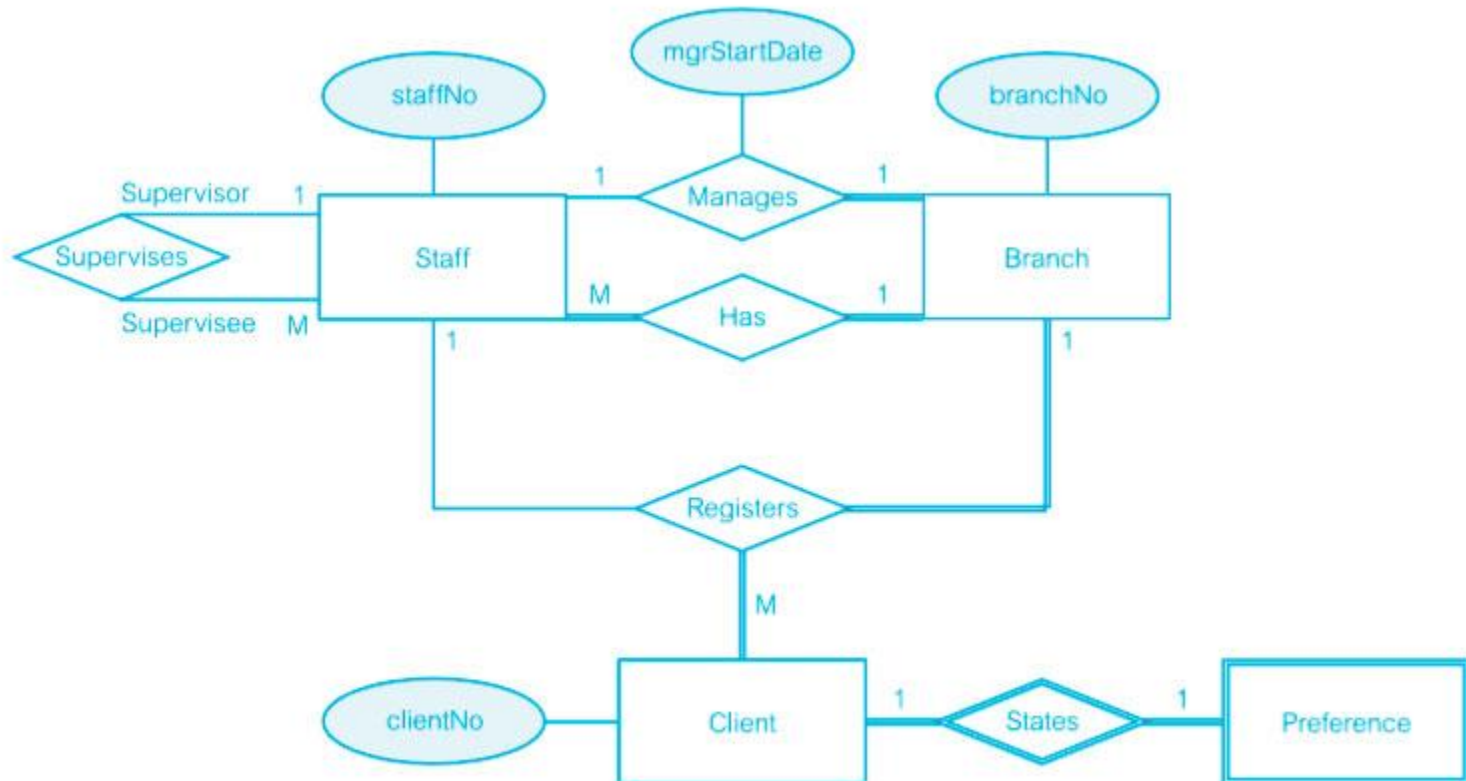 mgrStartDate
staffNo
branchNo
Supervisor
1
1
Manages
1
Supervises
Staff
Branch
Supervisee
M
M
Has
1
1
1
Registers
M
clientNo
Client
1
States
1
Preference